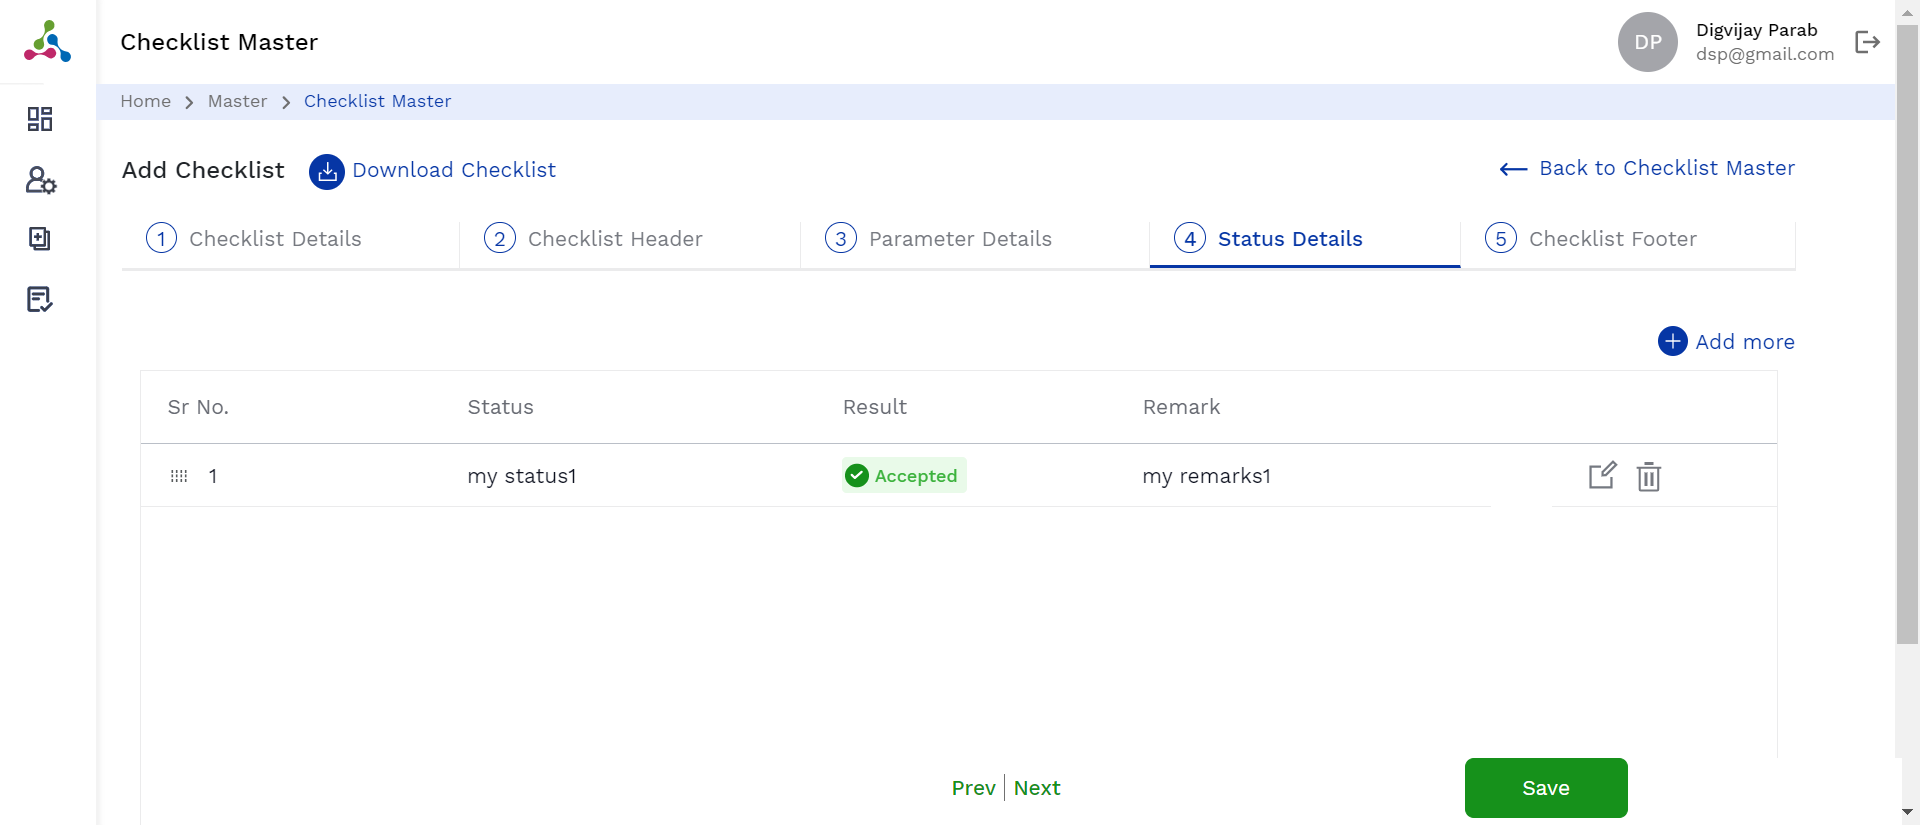 Checklist Master
DP
Digvijay Parab
dsp@gmail.com
Home > Master > Checklist Master
Add Checklist
Download Checklist
Back to Checklist Master
1 Checklist Details
2 Checklist Header
3 Parameter Details
4 Status Details
5 Checklist Footer
Add more
Sr No. Status Result Remark
1 my status1 Accepted my remarks1
Prev | Next
Save